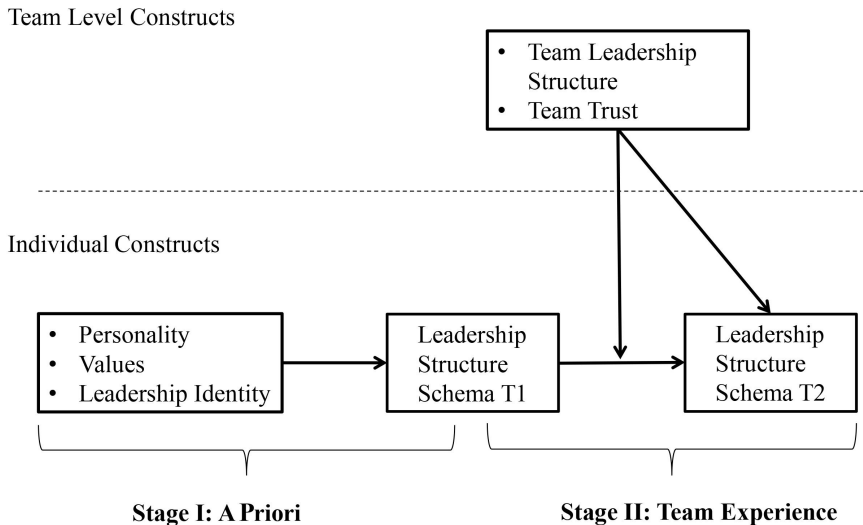 Team Level Constructs
• Team Leadership
Structure
• Team Trust
Individual Constructs
• Personality
• Values
• Leadership Identity
Leadership
Structure
Schema T1
Leadership
Structure
Schema T2
Stage I: A Priori
Stage II: Team Experience